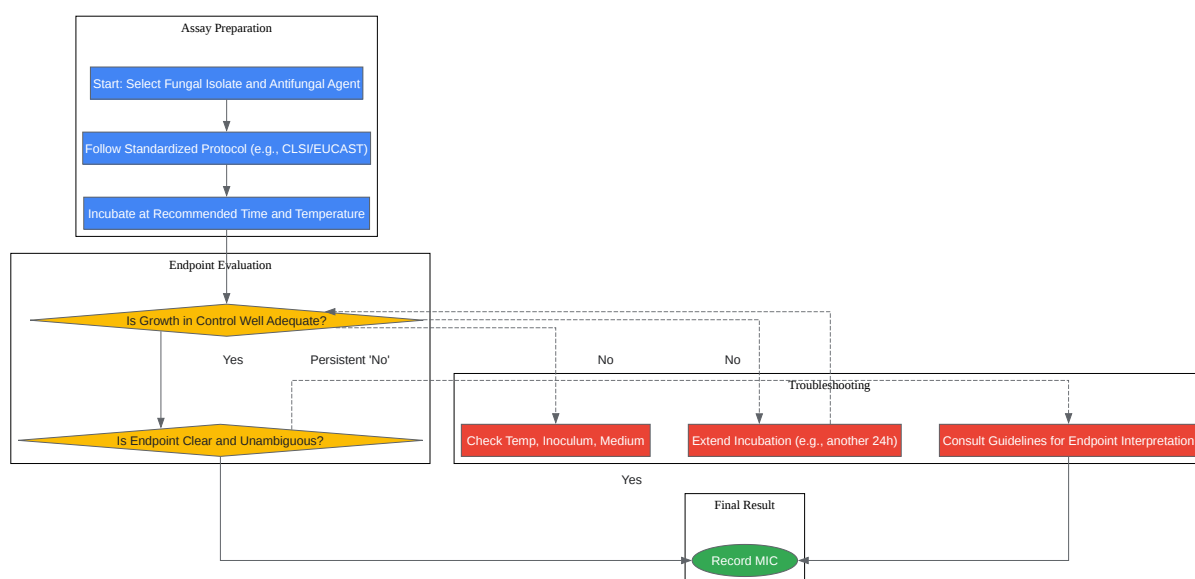 Assay Preparation
Start: Select Fungal Isolate and Antifungal Agent
Follow Standardized Protocol (e.g., CLSI/EUCAST)
Incubate at Recommended Time and Temperature
Endpoint Evaluation
Is Growth in Control Well Adequate?
Yes
Persistent 'No'
No
No
Troubleshooting
Is Endpoint Clear and Unambiguous?
Check Temp, Inoculum, Medium
Extend Incubation (e.g., another 24h)
Consult Guidelines for Endpoint Interpretation
Yes
Final Result
Record MIC